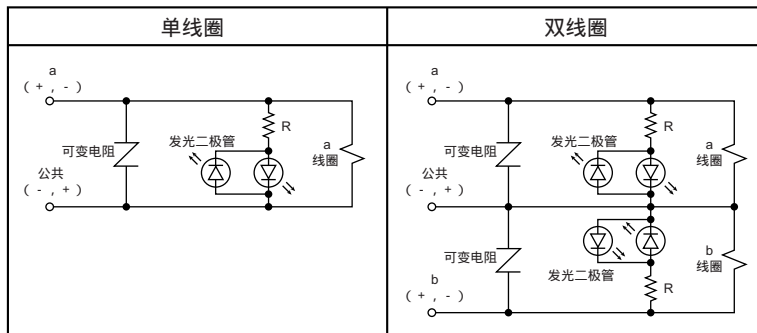 单线圈
双线圈
a
( + , - )
R
发光二极管
可变电阻
a
线圈
公共
( - , + )
a
( + , - )
R
发光二极管
可变电阻
a
线圈
公共
( - , + )
可变电阻
b
线圈
发光二极管
b
( + , - )
R